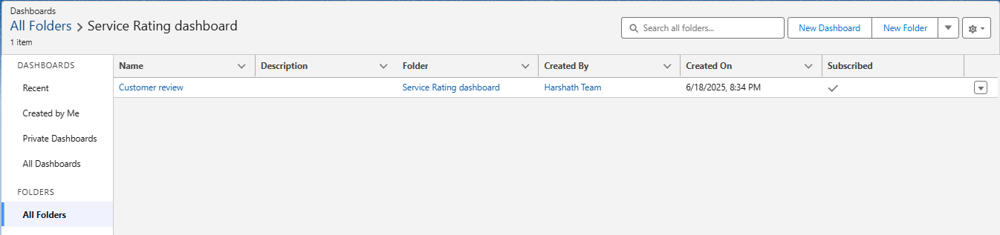 Dashboards
All Folders > Service Rating dashboard
1 item
Search all folders...
New Dashboard
New Folder
DASHBOARDS
Recent
Created by Me
Private Dashboards
All Dashboards
FOLDERS
All Folders
Name Description Folder Created By Created On Subscribed
Customer review Service Rating dashboard Harshath Team 6/18/2025, 8:34 PM